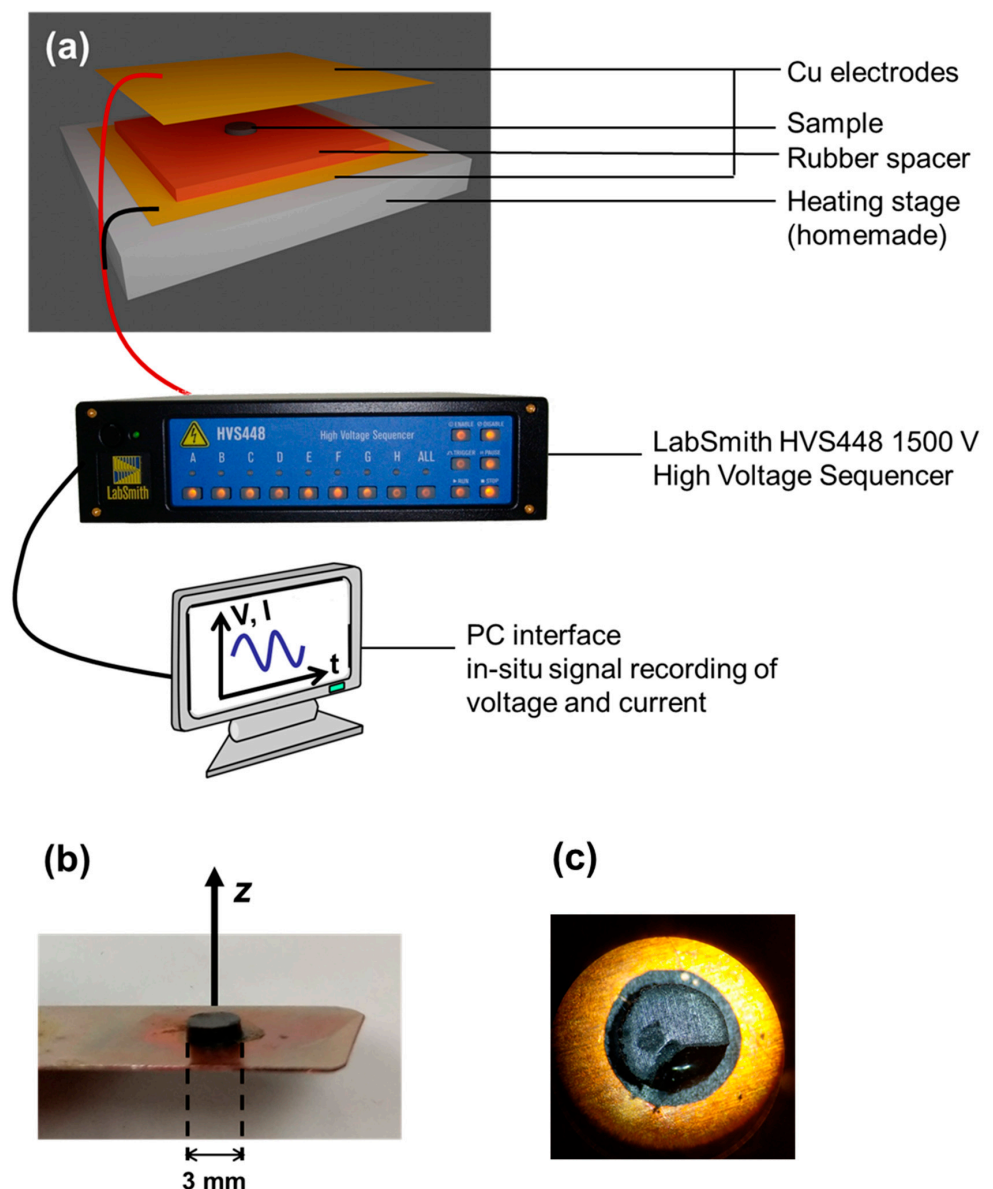 (a)
Cu electrodes
Sample
Rubber spacer
Heating stage
(homemade)
HVS448
High Voltage Sequencer
ENABLE
DISABLE
A B C D E F G H ALL
TRIGGER
PAUSE
RUN
STOP
LabSmith
LabSmith HVS448 1500 V
High Voltage Sequencer
V, I
t
PC interface
in-situ signal recording of
voltage and current
(b)
z
3 mm
(c)